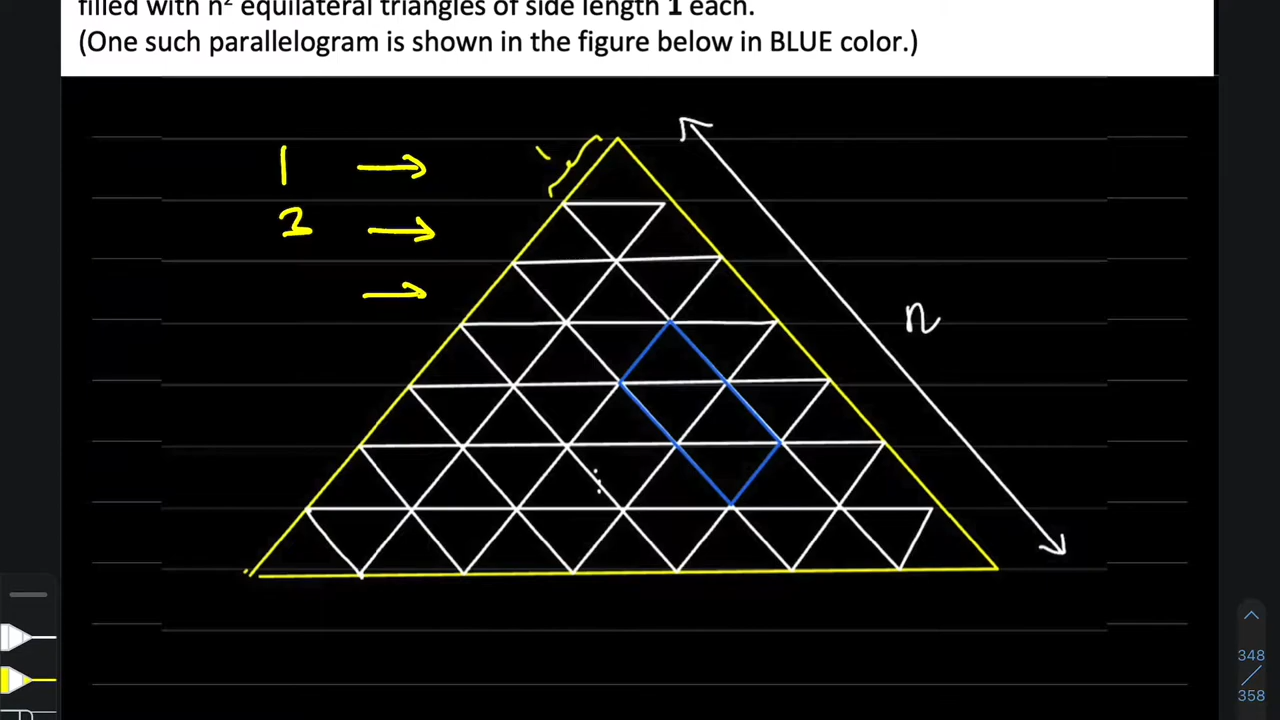 filled with n² equilateral triangles of side length 1 each.
(One such parallelogram is shown in the figure below in BLUE color.)
1 →
2 →
→
1
n
348
358